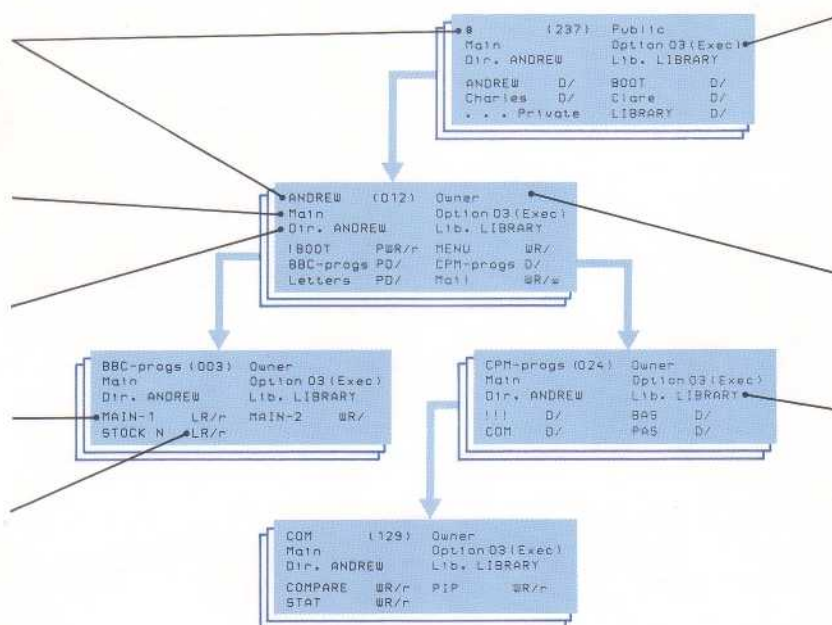 $ (237) Public
Main Option 03(Exec)
Dir. ANDREW Lib. LIBRARY
ANDREW D/ BOOT D/
Charles D/ Clare D/
. . . Private LIBRARY D/
ANDREW (012) Owner
Main Option 03(Exec)
Dir. ANDREW Lib. LIBRARY
!BOOT PWR/r MENU WR/
BBC-progs PD/ CPM-progs D/
Letters PD/ Mail WR/w
BBC-progs (003) Owner
Main Option 03(Exec)
Dir. ANDREW Lib. LIBRARY
MAIN-1 LR/r MAIN-2 WR/
STOCK N LR/r
CPM-progs (024) Owner
Main Option 03(Exec)
Dir. ANDREW Lib. LIBRARY
!!! D/ BAS D/
COM D/ PAS D/
COM (129) Owner
Main Option 03(Exec)
Dir. ANDREW Lib. LIBRARY
COMPARE WR/r PIP WR/r
STAT WR/r